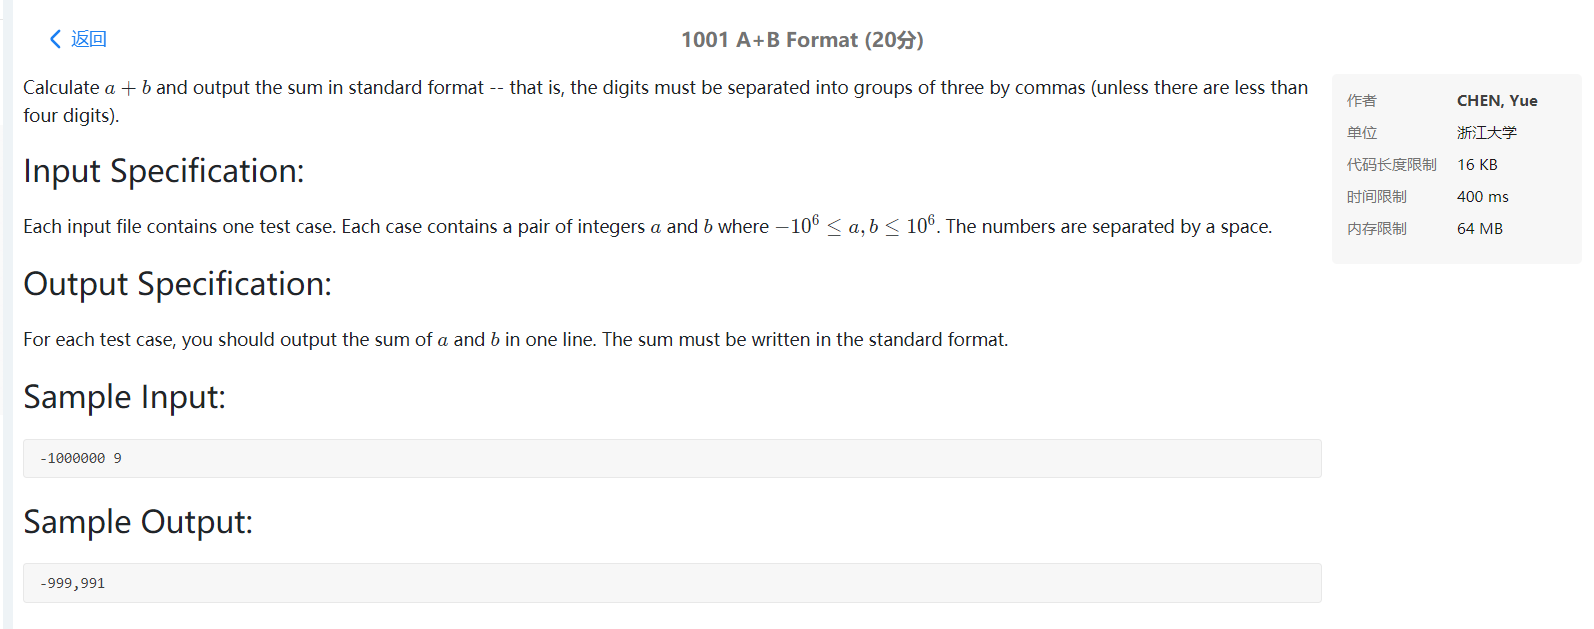 返回
1001 A+B Format (20分)
Calculate a + b and output the sum in standard format -- that is, the digits must be separated into groups of three by commas (unless there are less than
four digits).
Input Specification:
Each input file contains one test case. Each case contains a pair of integers a and b where −10⁶ ≤ a, b ≤ 10⁶. The numbers are separated by a space.
Output Specification:
For each test case, you should output the sum of a and b in one line. The sum must be written in the standard format.
Sample Input:
-1000000 9
Sample Output:
-999,991
作者 CHEN, Yue
单位 浙江大学
代码长度限制 16 KB
时间限制 400 ms
内存限制 64 MB